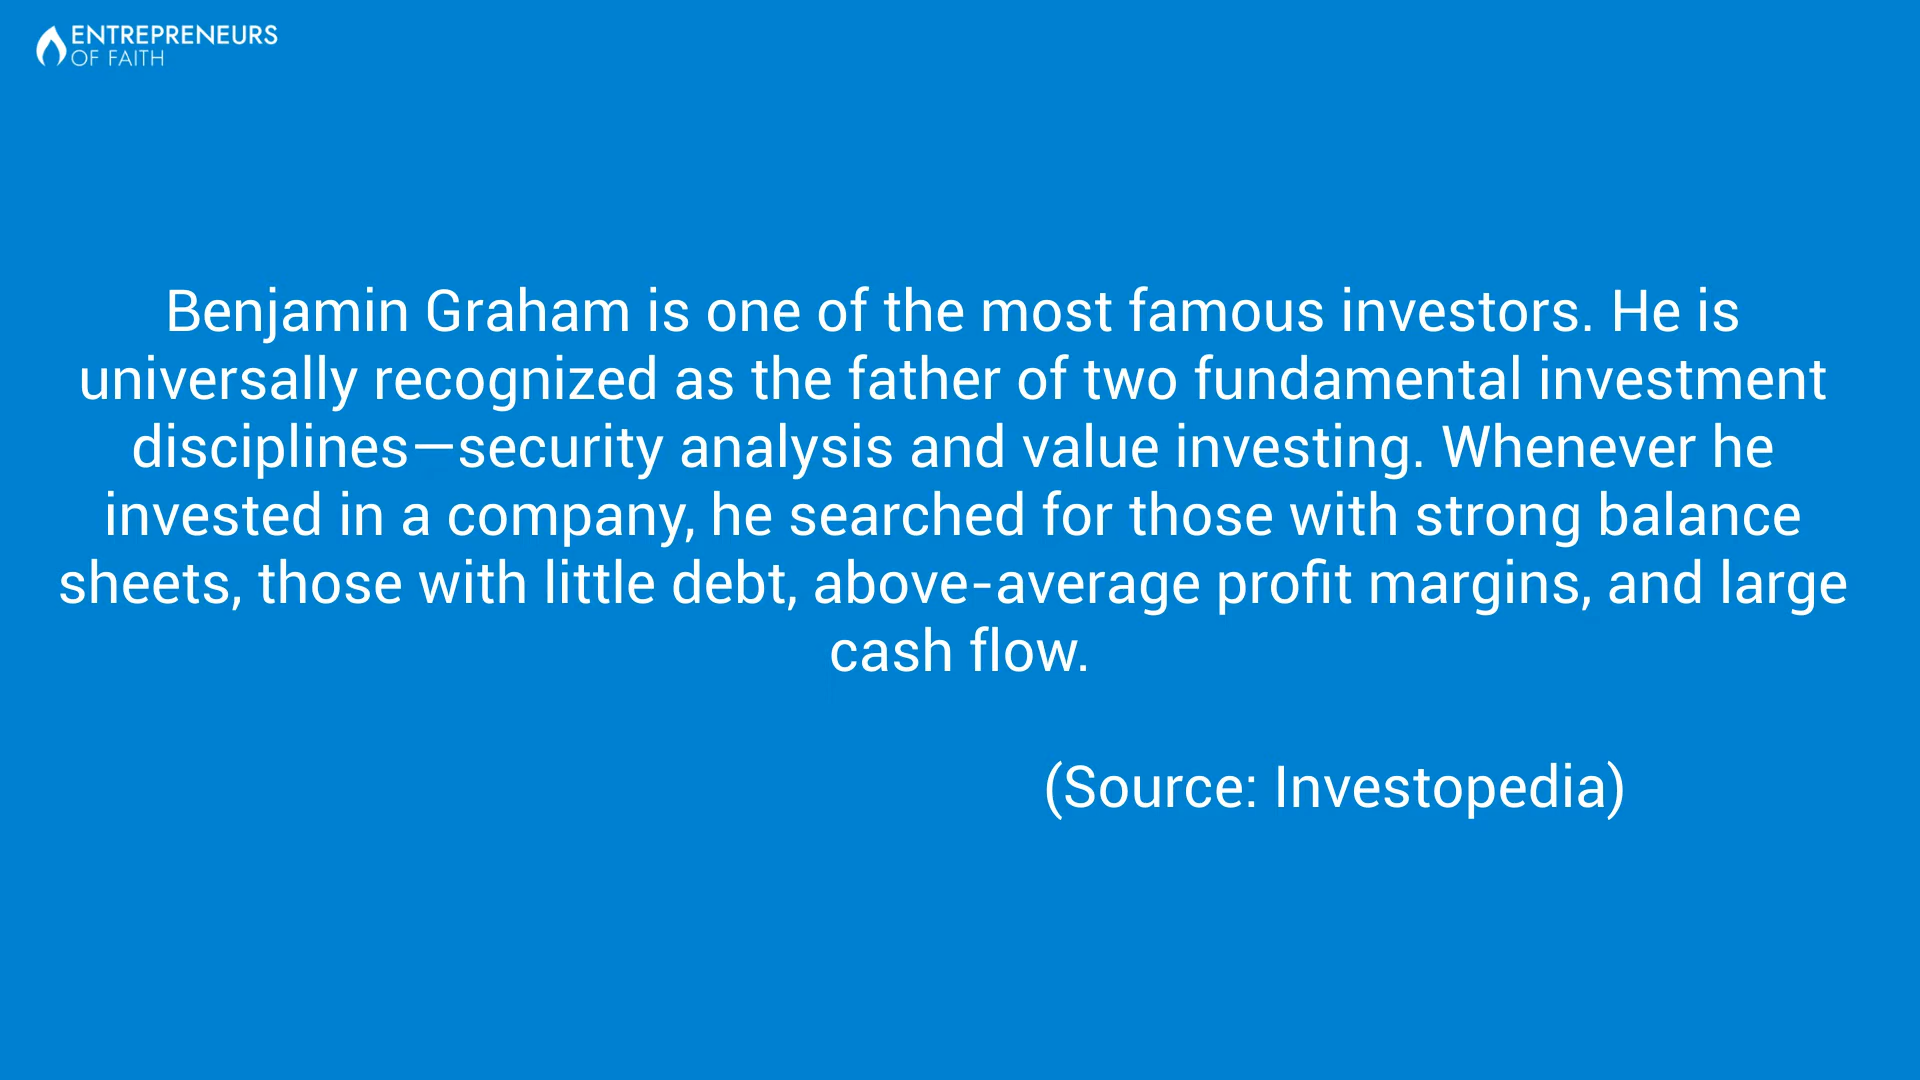 ENTREPRENEURS
OF FAITH
Benjamin Graham is one of the most famous investors. He is
universally recognized as the father of two fundamental investment
disciplines—security analysis and value investing. Whenever he
invested in a company, he searched for those with strong balance
sheets, those with little debt, above-average profit margins, and large
cash flow.
(Source: Investopedia)